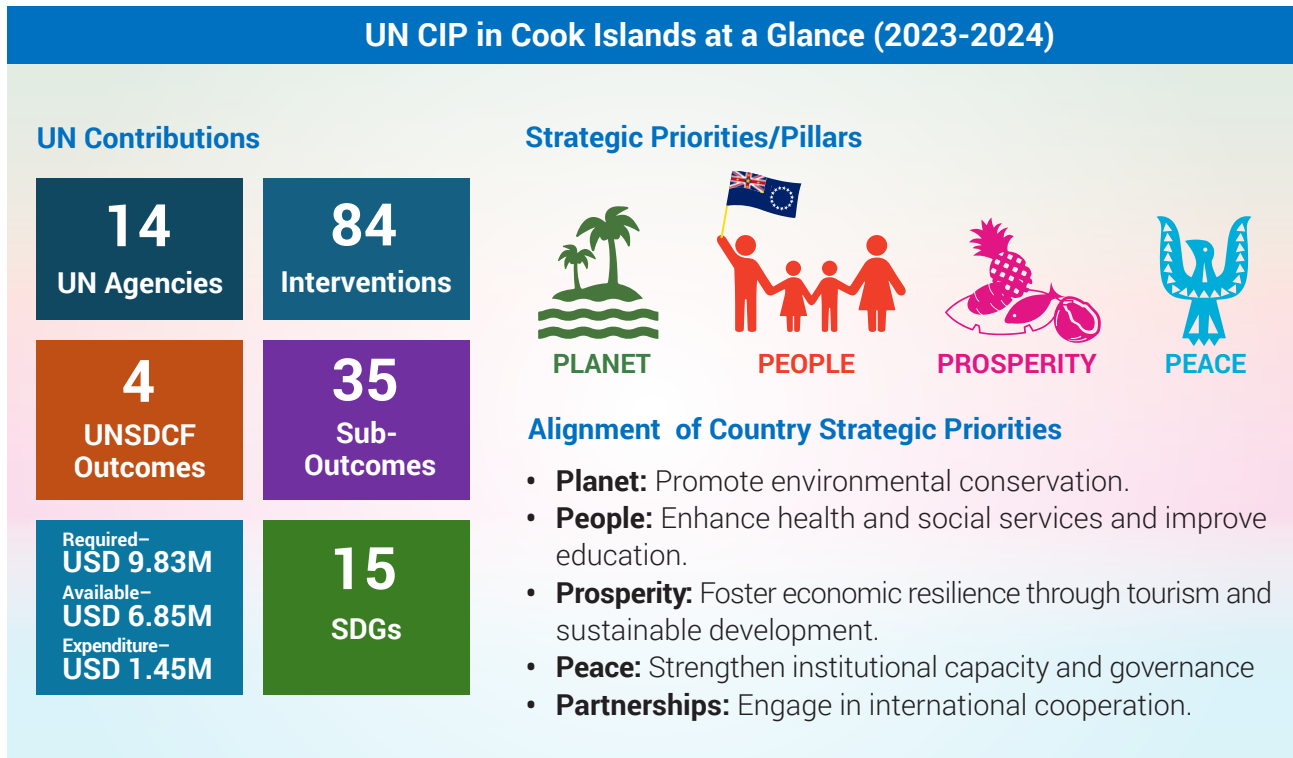 UN CIP in Cook Islands at a Glance (2023-2024)
UN Contributions
14
UN Agencies
84
Interventions
4
UNSDCF
Outcomes
35
Sub-
Outcomes
Required–
USD 9.83M
Available–
USD 6.85M
Expenditure–
USD 1.45M
15
SDGs
Strategic Priorities/Pillars
PLANET
PEOPLE
PROSPERITY
PEACE
Alignment of Country Strategic Priorities
• Planet: Promote environmental conservation.
• People: Enhance health and social services and improve
education.
• Prosperity: Foster economic resilience through tourism and
sustainable development.
• Peace: Strengthen institutional capacity and governance
• Partnerships: Engage in international cooperation.